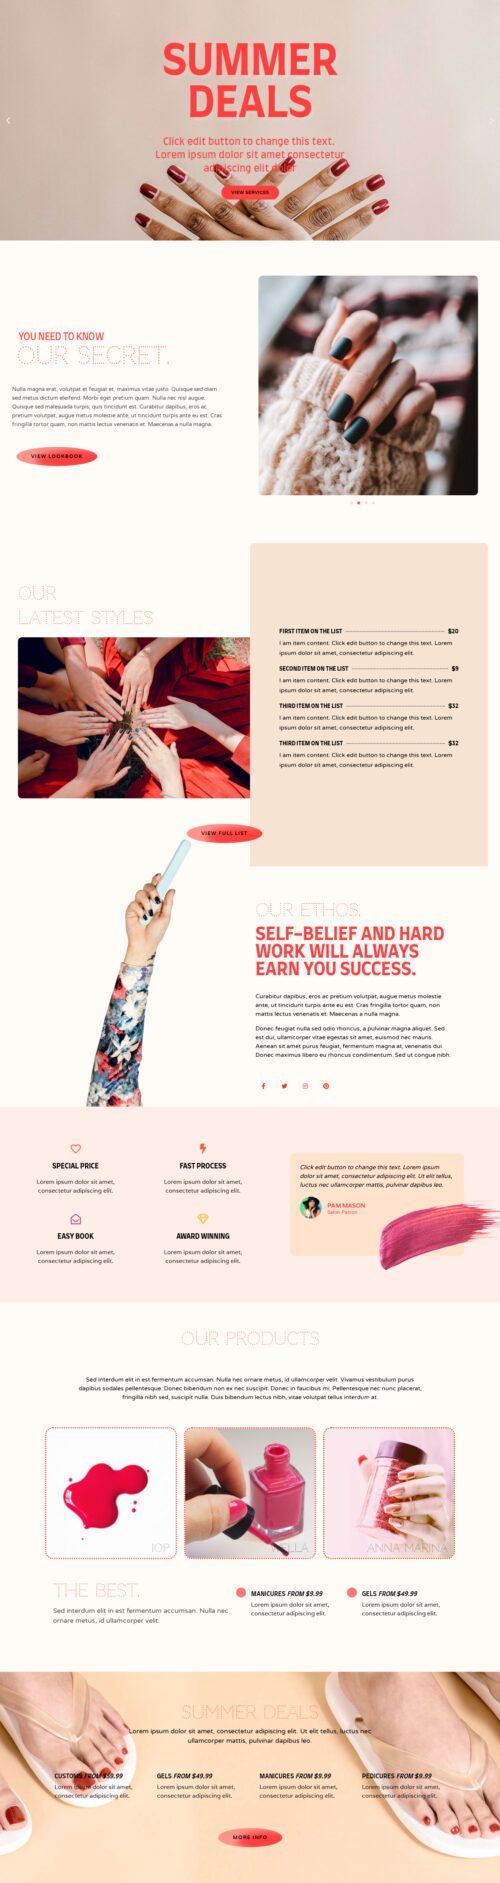 SUMMER
DEALS
Click edit button to change this text.
Lorem ipsum dolor sit amet consectetur
adipiscing elit dolor
VIEW SERVICES
YOU NEED TO KNOW
OUR SECRET.
Nulla magna erat, volutpat et feugiat et, maximus vitae justo. Quisque sed diam
sed metus dictum eleifend. Morbi eget pretium quam. Nulla nec nisl augue.
Quisque sed malesuada turpis, quis tincidunt est. Curabitur dapibus, eros ac
pretium volutpat, augue metus molestie ante, ut tincidunt turpis ante eu est. Cras
fringilla tortor quam, non mattis lectus venenatis et. Maecenas a nulla magna.
VIEW LOOKBOOK
OUR
LATEST STYLES
FIRST ITEM ON THE LIST $20
I am item content. Click edit button to change this text. Lorem
ipsum dolor sit amet, consectetur adipiscing elit.
SECOND ITEM ON THE LIST $9
I am item content. Click edit button to change this text. Lorem
ipsum dolor sit amet, consectetur adipiscing elit.
THIRD ITEM ON THE LIST $32
I am item content. Click edit button to change this text. Lorem
ipsum dolor sit amet, consectetur adipiscing elit.
THIRD ITEM ON THE LIST $32
I am item content. Click edit button to change this text. Lorem
ipsum dolor sit amet, consectetur adipiscing elit.
VIEW FULL LIST
OUR ETHOS.
SELF-BELIEF AND HARD
WORK WILL ALWAYS
EARN YOU SUCCESS.
Curabitur dapibus, eros ac pretium volutpat, augue metus molestie
ante, ut tincidunt turpis ante eu est. Cras fringilla tortor quam, non
mattis lectus venenatis et. Maecenas a nulla magna.
Donec feugiat nulla sed odio rhoncus, a pulvinar magna aliquet. Sed
est dui, ullamcorper vitae egestas sit amet, euismod nec mauris.
Aenean sit amet purus feugiat, fermentum magna at, venenatis dui.
Donec maximus libero eu rhoncus condimentum. Sed ut congue nibh.
SPECIAL PRICE
Lorem ipsum dolor sit amet,
consectetur adipiscing elit.
FAST PROCESS
Lorem ipsum dolor sit amet,
consectetur adipiscing elit.
EASY BOOK
Lorem ipsum dolor sit amet,
consectetur adipiscing elit.
AWARD WINNING
Lorem ipsum dolor sit amet,
consectetur adipiscing elit.
Click edit button to change this text. Lorem ipsum
dolor sit amet, consectetur adipiscing elit. Ut elit tellus,
luctus nec ullamcorper mattis, pulvinar dapibus leo.
PAM MASON
Salon Patron
OUR PRODUCTS
Sed interdum elit in est fermentum accumsan. Nulla nec ornare metus, id ullamcorper velit. Vivamus vestibulum purus
dapibus sodales pellentesque. Donec bibendum non ex nec suscipit. Donec in faucibus mi. Pellentesque nec nunc placerat,
fringilla nibh sed, suscipit nulla. Duis bibendum lectus nibh, vitae volutpat tellus interdum at.
IOP
WELLA
ANNA MARINA
THE BEST.
Sed interdum elit in est fermentum accumsan. Nulla nec
ornare metus, id ullamcorper velit.
MANICURES FROM $9.99
Lorem ipsum dolor sit amet,
consectetur adipiscing elit.
GELS FROM $49.99
Lorem ipsum dolor sit amet,
consectetur adipiscing elit.
SUMMER DEALS
Lorem ipsum dolor sit amet, consectetur adipiscing elit. Ut elit tellus, luctus nec
ullamcorper mattis, pulvinar dapibus leo.
CUSTOMS FROM $59.99
Lorem ipsum dolor sit amet,
consectetur adipiscing elit.
GELS FROM $49.99
Lorem ipsum dolor sit amet,
consectetur adipiscing elit.
MANICURES FROM $9.99
Lorem ipsum dolor sit amet,
consectetur adipiscing elit.
PEDICURES FROM $9.99
Lorem ipsum dolor sit amet,
consectetur adipiscing elit.
MORE INFO